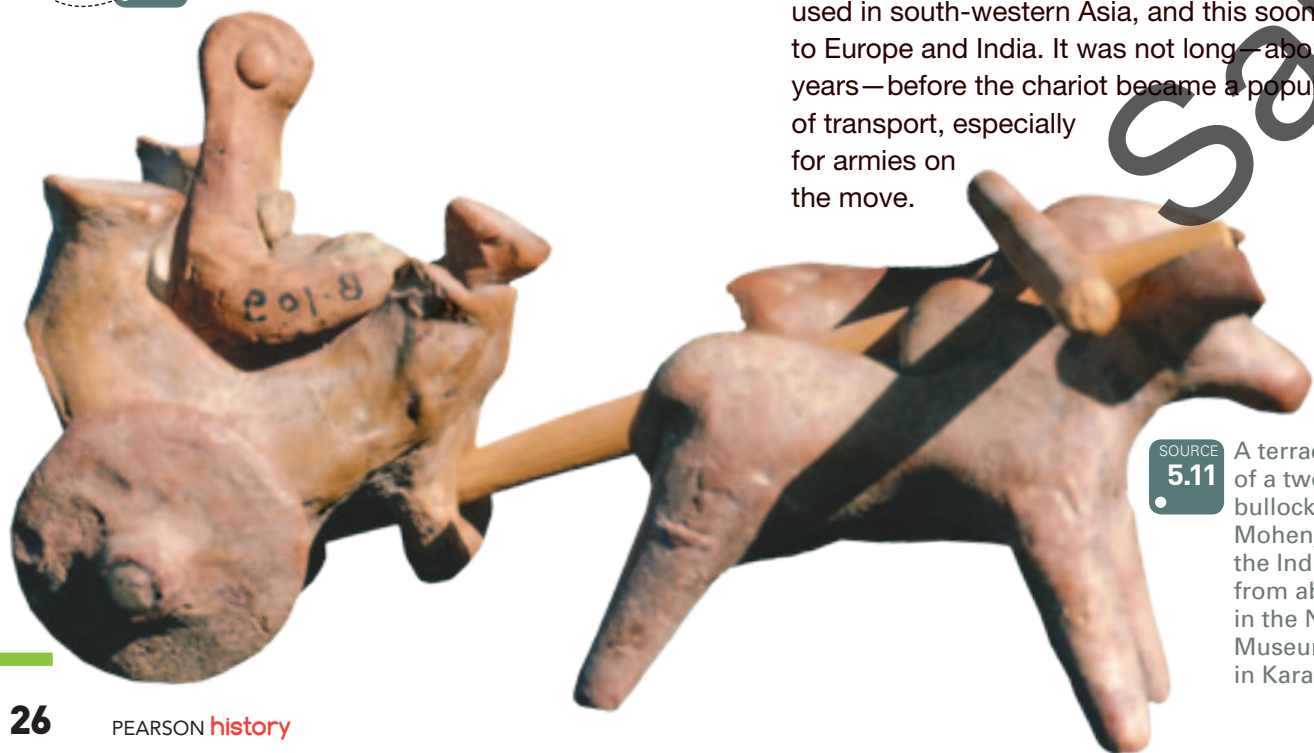 used in south-western Asia, and this soon
to Europe and India. It was not long—abo
years—before the chariot became a popu
of transport, especially
for armies on
the move.
Sa
SOURCE
5.11
A terra
of a two
bullock
Mohen
the Ind
from ab
in the N
Museum
in Kara
26 PEARSON history